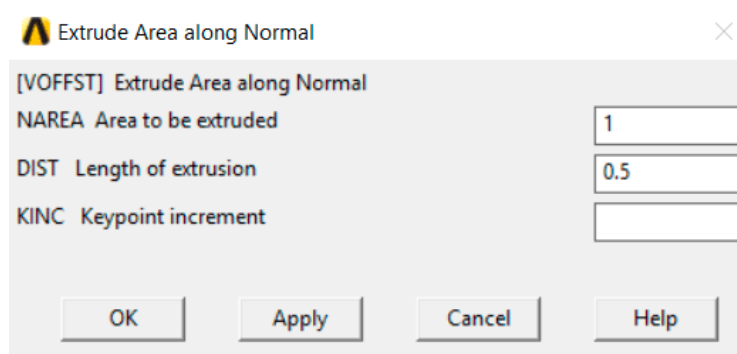 Extrude Area along Normal
[VOFFST] Extrude Area along Normal
NAREA Area to be extruded 1
DIST Length of extrusion 0.5
KINC Keypoint increment
OK Apply Cancel Help